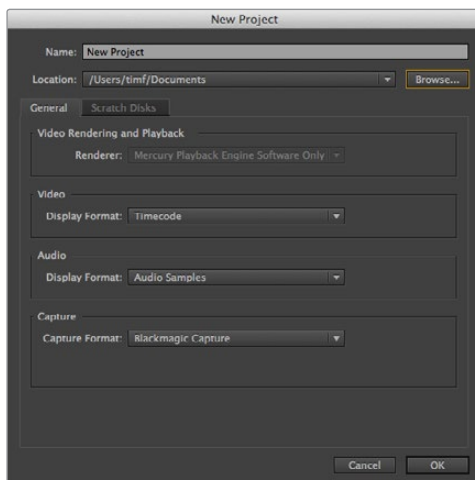 New Project
Name: New Project
Location: /Users/timf/Documents Browse...
General Scratch Disks
Video Rendering and Playback
Renderer: Mercury Playback Engine Software Only
Video
Display Format: Timecode
Audio
Display Format: Audio Samples
Capture
Capture Format: Blackmagic Capture
Cancel OK